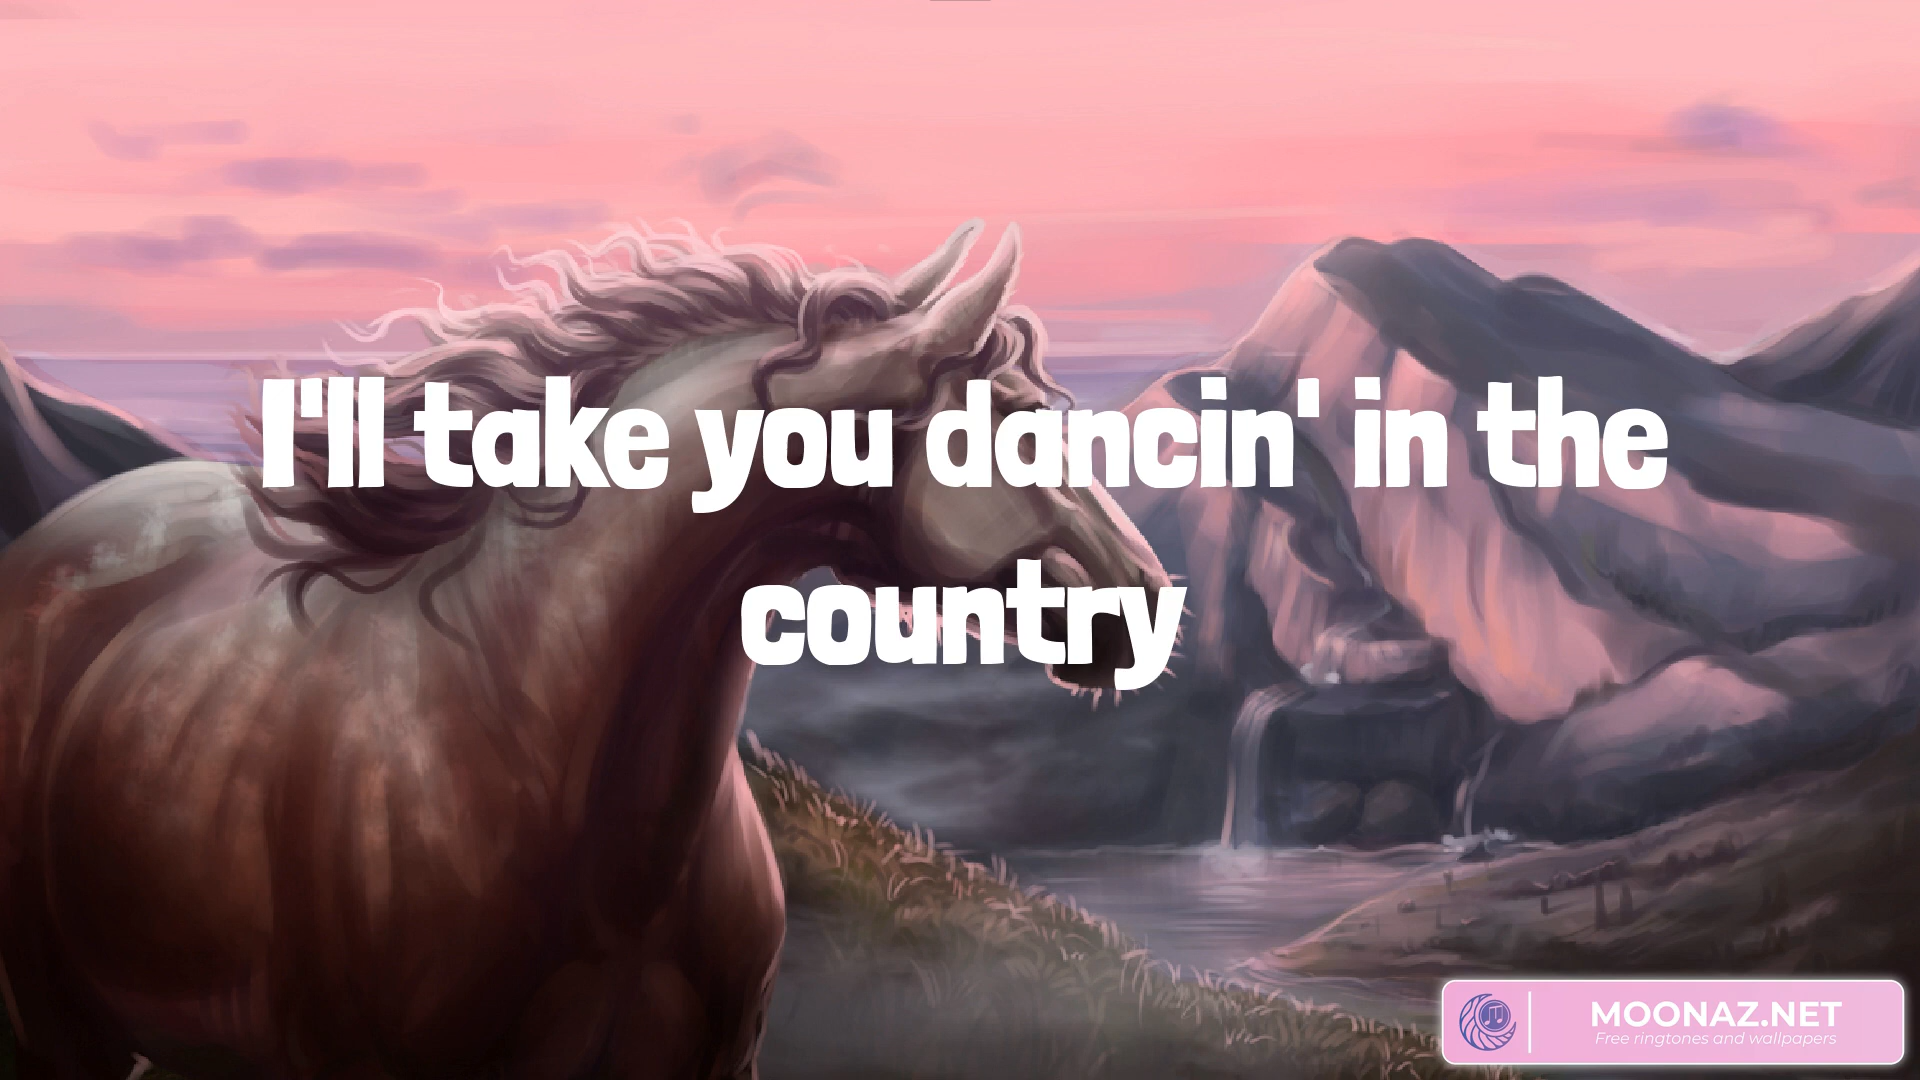 I'll take you dancin' in the
country
MOONAZ.NET
Free ringtones and wallpapers